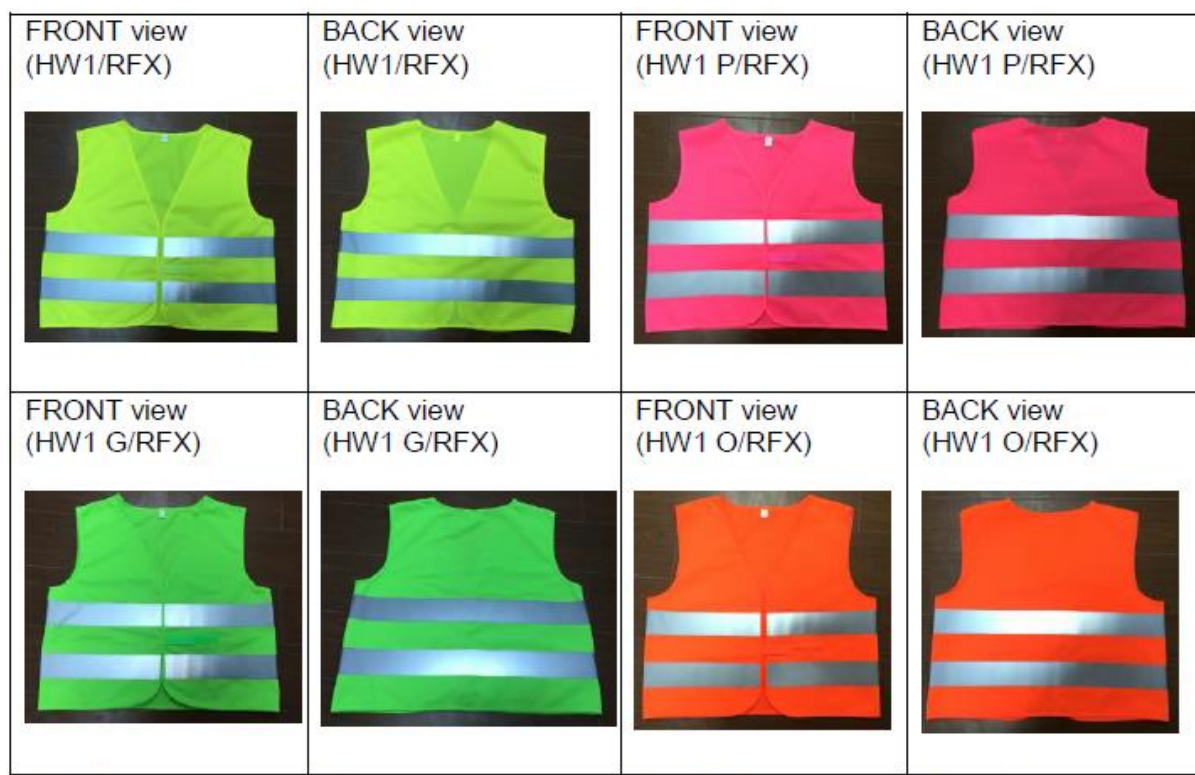 FRONT view
(HW1/RFX)
BACK view
(HW1/RFX)
FRONT view
(HW1 P/RFX)
BACK view
(HW1 P/RFX)
FRONT view
(HW1 G/RFX)
BACK view
(HW1 G/RFX)
FRONT view
(HW1 O/RFX)
BACK view
(HW1 O/RFX)